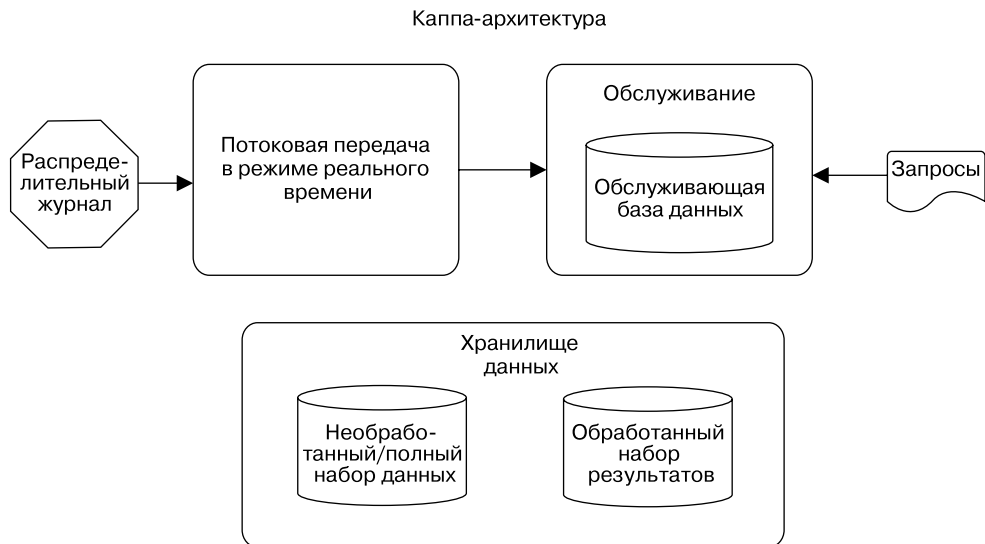 Каппа-архитектура
Распреде-
лительный
журнал
Потоковая передача
в режиме реального
времени
Обслуживание
Обслуживающая
база данных
Запросы
Хранилище
данных
Необрабо-
танный/полный
набор данных
Обработанный
набор
результатов